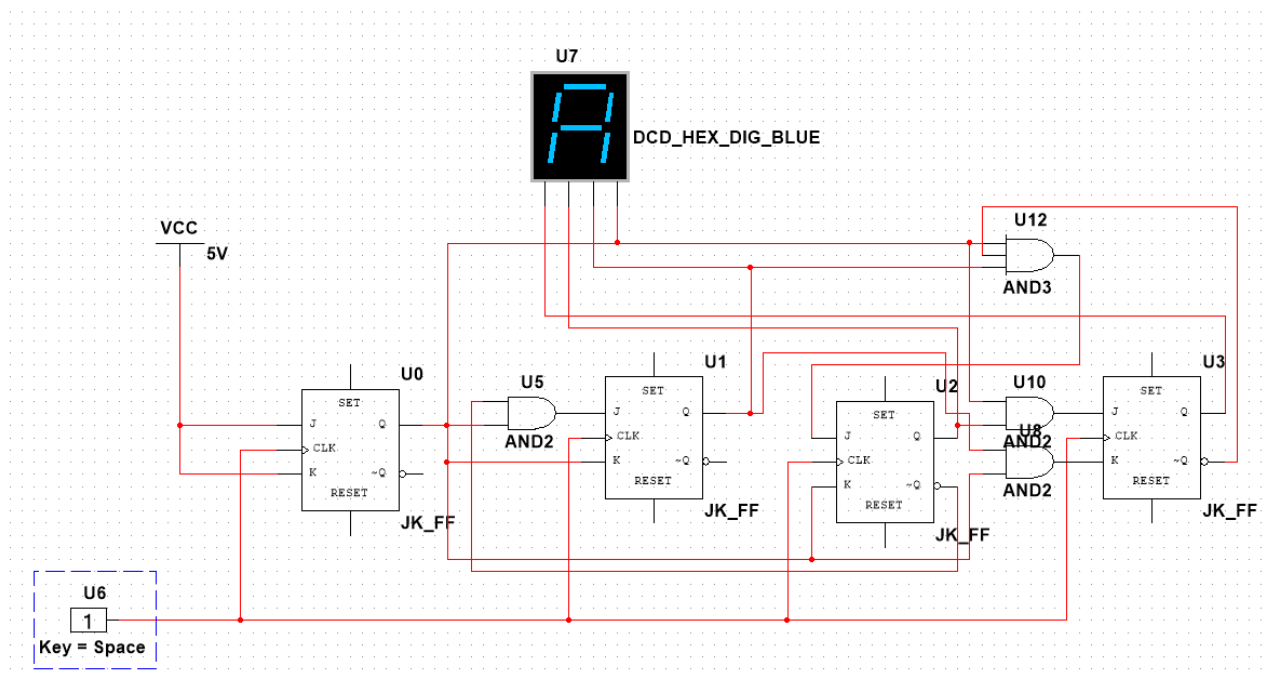 U7
A
DCD_HEX_DIG_BLUE
VCC
5V
U12
AND3
U0
SET
J
Q
CLK
K
~Q
RESET
JK_FF
U5
AND2
U1
SET
J
Q
CLK
K
~Q
RESET
JK_FF
U2
SET
J
Q
CLK
K
~Q
RESET
JK_FF
U10
AND2
U8
AND2
U3
SET
J
Q
CLK
K
~Q
RESET
JK_FF
U6
1
Key = Space